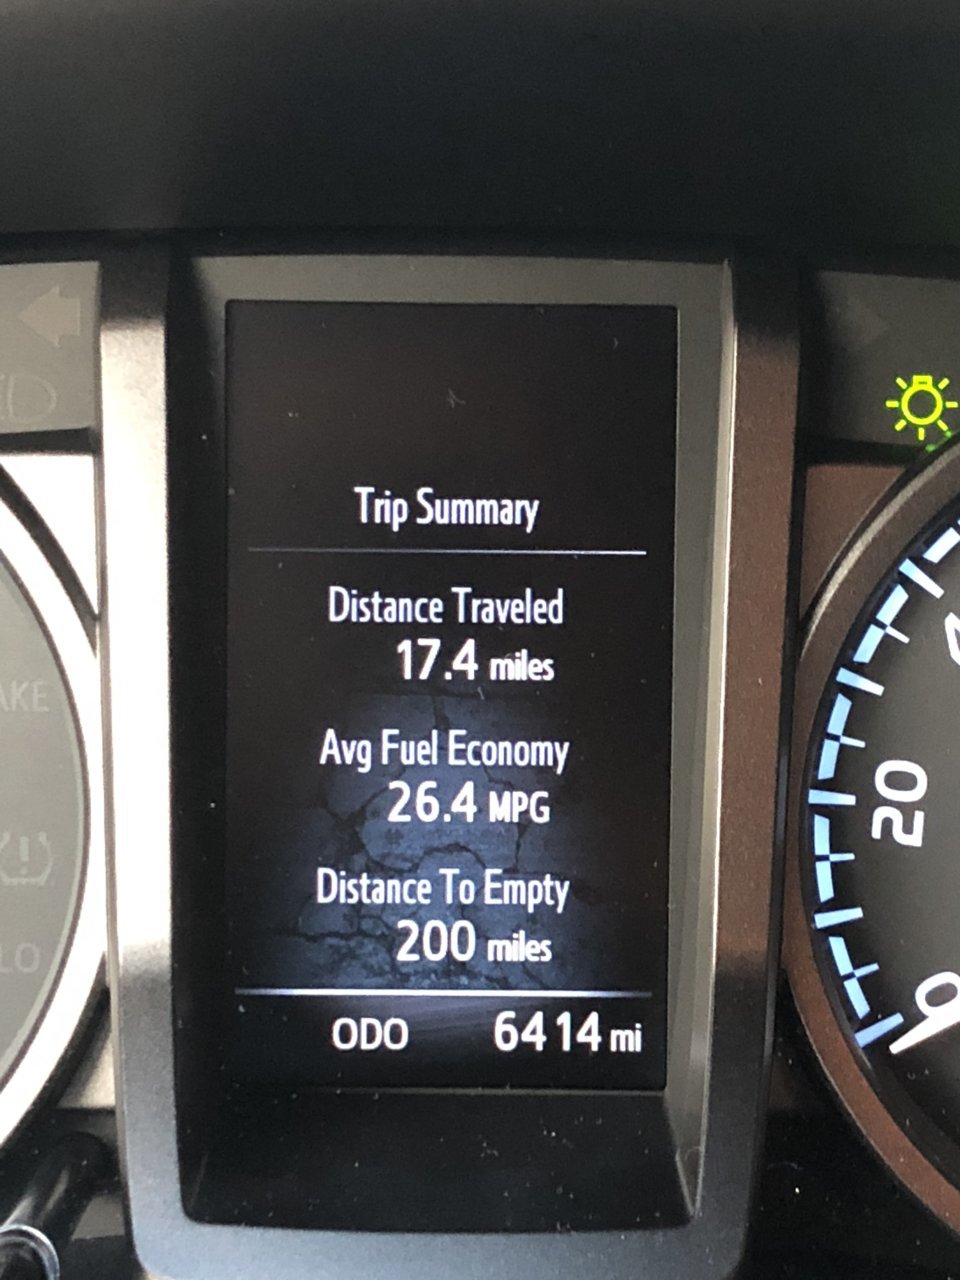 Trip Summary
Distance Traveled
17.4 miles
Avg Fuel Economy
26.4 MPG
Distance To Empty
200 miles
ODO 6414 mi
20
0